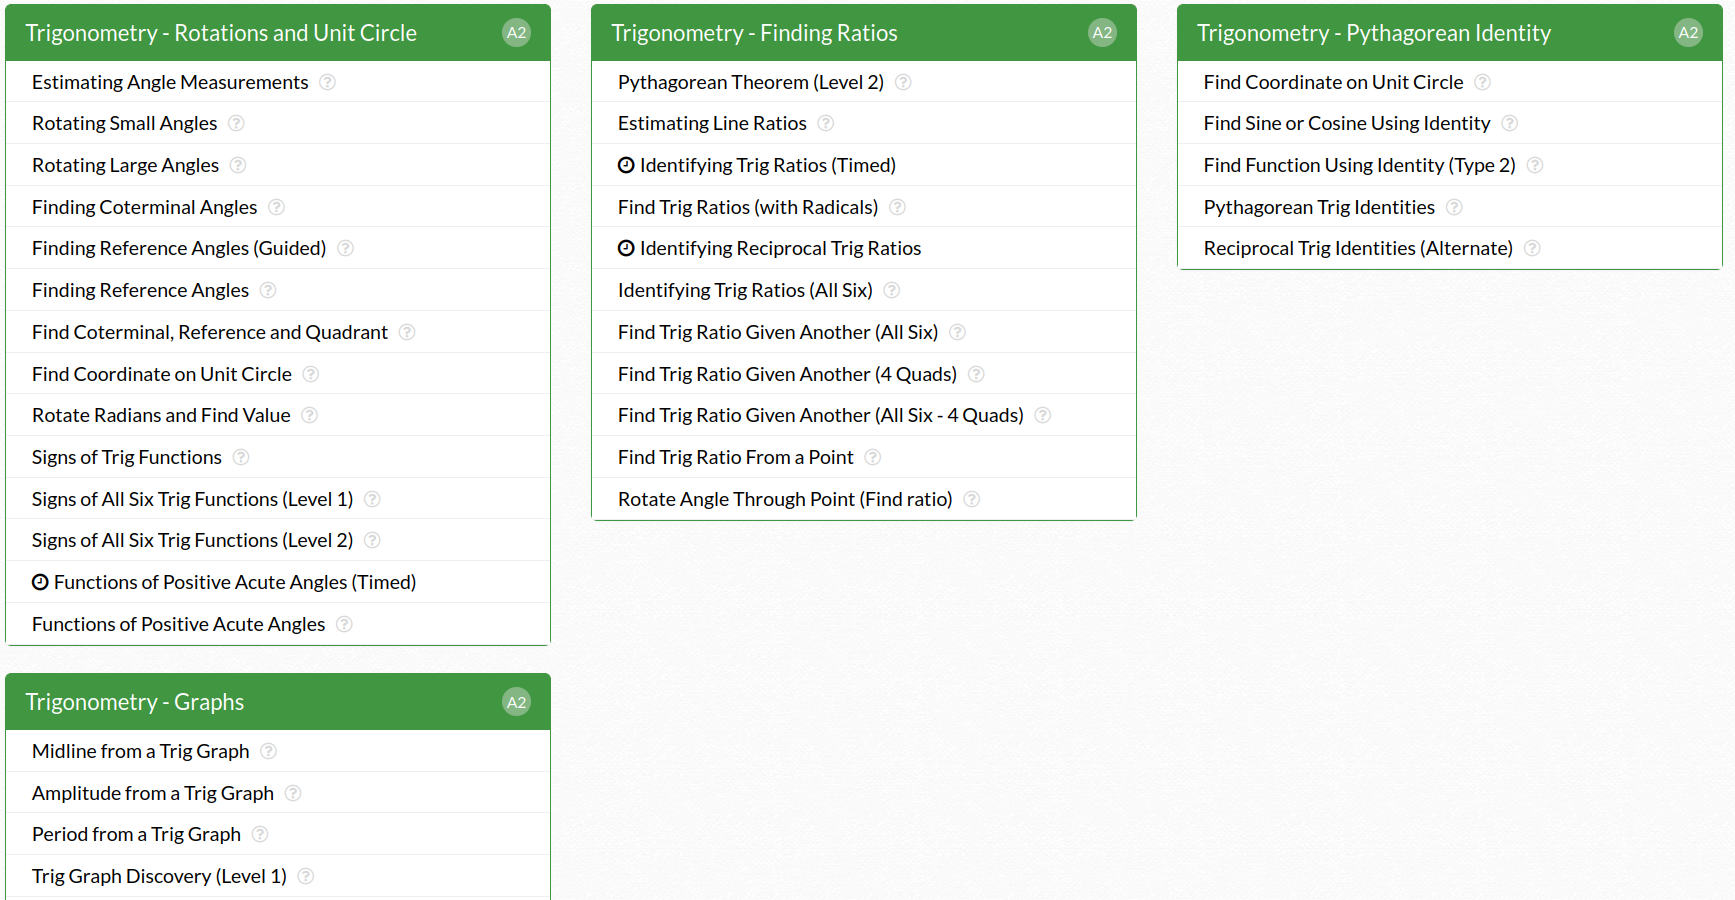 Trigonometry - Rotations and Unit Circle A2
Estimating Angle Measurements ?
Rotating Small Angles ?
Rotating Large Angles ?
Finding Coterminal Angles ?
Finding Reference Angles (Guided) ?
Finding Reference Angles ?
Find Coterminal, Reference and Quadrant ?
Find Coordinate on Unit Circle ?
Rotate Radians and Find Value ?
Signs of Trig Functions ?
Signs of All Six Trig Functions (Level 1) ?
Signs of All Six Trig Functions (Level 2) ?
Functions of Positive Acute Angles (Timed)
Functions of Positive Acute Angles ?
Trigonometry - Graphs A2
Midline from a Trig Graph ?
Amplitude from a Trig Graph ?
Period from a Trig Graph ?
Trig Graph Discovery (Level 1) ?
Trigonometry - Finding Ratios A2
Pythagorean Theorem (Level 2) ?
Estimating Line Ratios ?
Identifying Trig Ratios (Timed)
Find Trig Ratios (with Radicals) ?
Identifying Reciprocal Trig Ratios
Identifying Trig Ratios (All Six) ?
Find Trig Ratio Given Another (All Six) ?
Find Trig Ratio Given Another (4 Quads) ?
Find Trig Ratio Given Another (All Six - 4 Quads) ?
Find Trig Ratio From a Point ?
Rotate Angle Through Point (Find ratio) ?
Trigonometry - Pythagorean Identity A2
Find Coordinate on Unit Circle ?
Find Sine or Cosine Using Identity ?
Find Function Using Identity (Type 2) ?
Pythagorean Trig Identities ?
Reciprocal Trig Identities (Alternate) ?